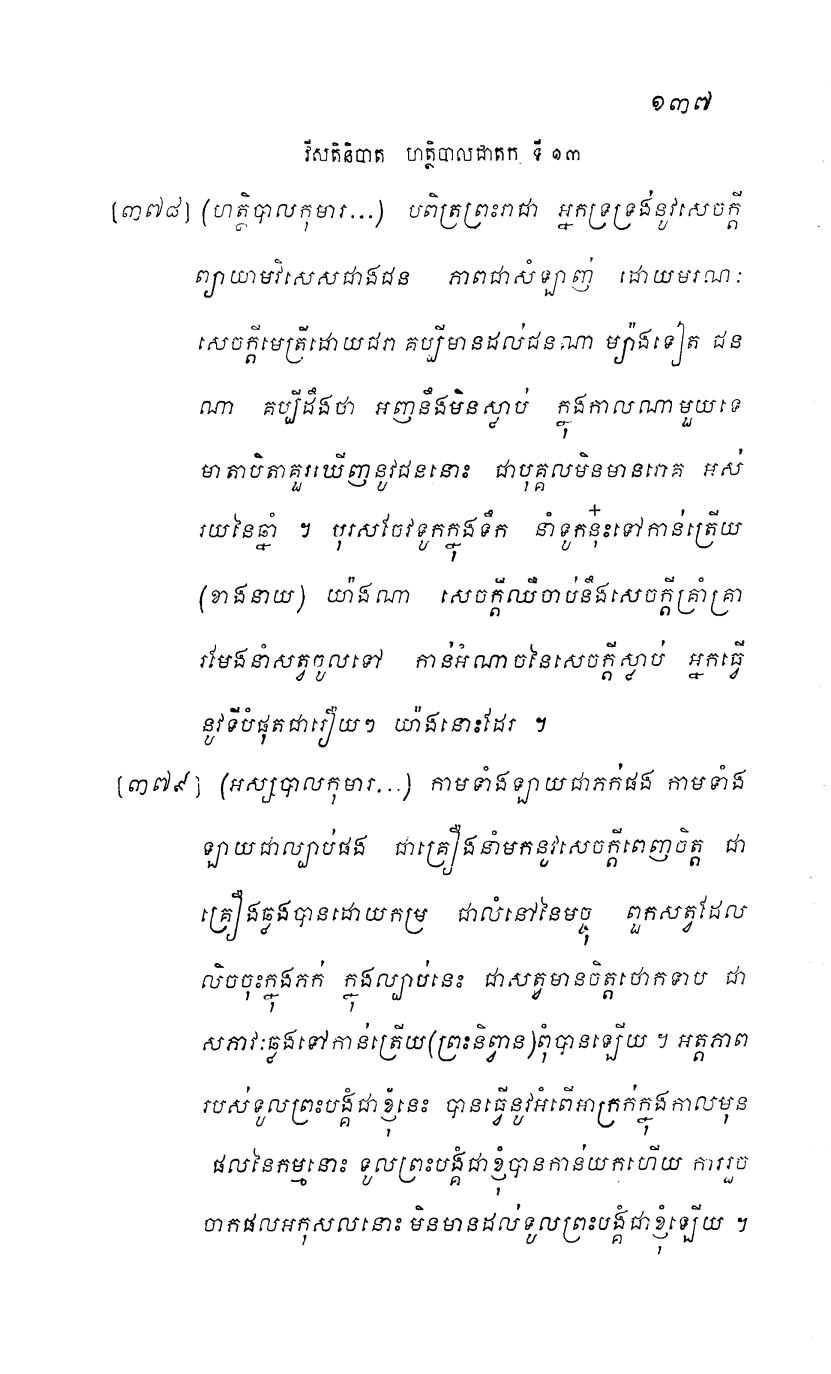 ១៣៧
វីសតិនិបាត ហត្ថិបាលជាតក ទី ១៣
[៣៧៨] (ហត្ថិបាលកុមារ...) បពិត្រព្រះរាជា អ្នកទ្រទ្រង់នូវសេចក្តី
ព្យាយាមវិសេសជាងជន ភាពជាសំឡាញ់ ដោយមរណៈ
សេចក្តីមេត្រីដោយជរា គប្បីមានដល់ជនណា ម្យ៉ាងទៀត ជន
ណា គប្បីដឹងថា អញនឹងមិនស្លាប់ ក្នុងកាលណាមួយទេ
មាតាបិតាគួរឃើញនូវជននោះ ជាបុគ្គលមិនមានរោគ អស់
រយនៃឆ្នាំ ។ បុរសចែវទូកក្នុងទឹក នាំទូកនុ៎ះទៅកាន់ត្រើយ
(ខាងនាយ) យ៉ាងណា សេចក្តីឈឺចាប់នឹងសេចក្តីគ្រាំគ្រា
រមែងនាំសត្វចូលទៅ កាន់អំណាចនៃសេចក្តីស្លាប់ អ្នកធ្វើ
នូវទីបំផុតជារឿយៗ យ៉ាងនោះដែរ ។
[៣៧៩] (អស្សបាលកុមារ...) កាមទាំងឡាយជាភក់ផង កាមទាំង
ឡាយជាល្បាប់ផង ជាគ្រឿងនាំមកនូវសេចក្តីពេញចិត្ត ជា
គ្រឿងឆ្លងបានដោយកម្រ ជាលំនៅនៃមច្ចុ ពួកសត្វដែល
លិចចុះក្នុងភក់ ក្នុងល្បាប់នេះ ជាសត្វមានចិត្តថោកទាប ជា
សភាវៈឆ្លងទៅកាន់ត្រើយ(ព្រះនិព្វាន)ពុំបានឡើយ ។ អត្តភាព
របស់ទូលព្រះបង្គំជាខ្ញុំនេះ បានធ្វើនូវអំពើអាក្រក់ក្នុងកាលមុន
ផលនៃកម្មនោះ ទូលព្រះបង្គំជាខ្ញុំបានកាន់យកហើយ ការរួច
ចាកផលអកុសលនោះ មិនមានដល់ទូលព្រះបង្គំជាខ្ញុំឡើយ ។